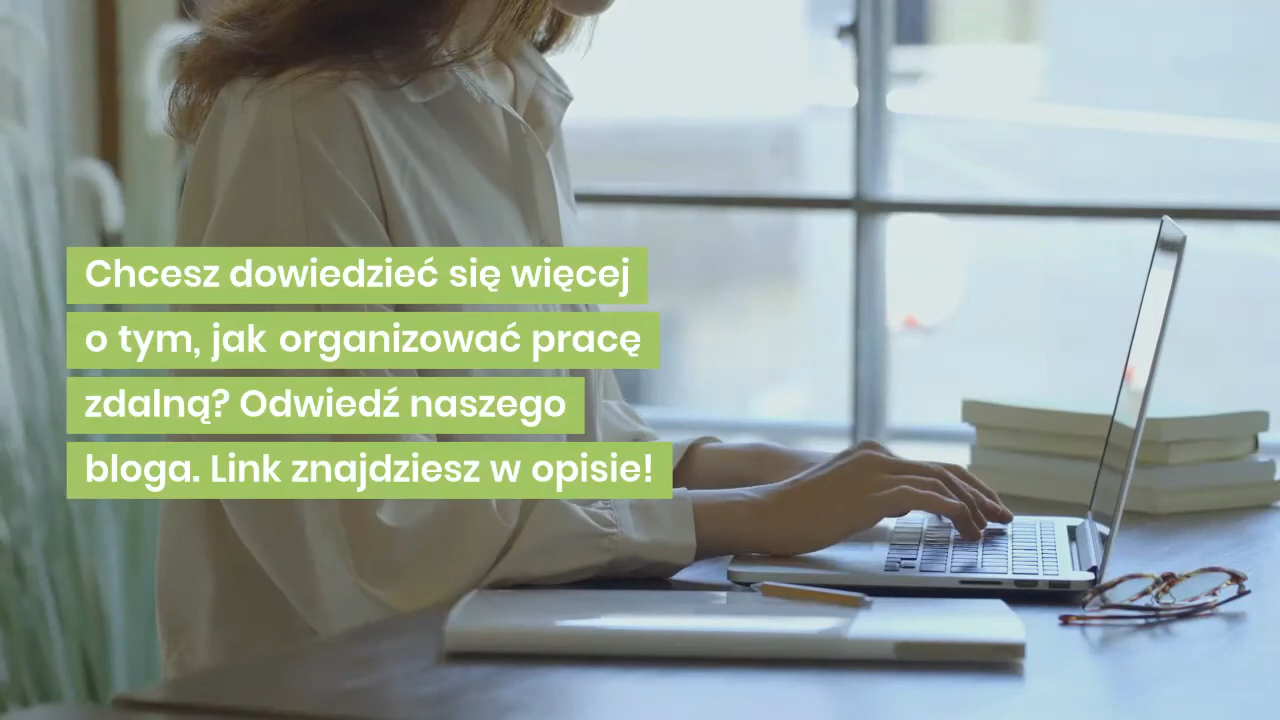 Chcesz dowiedzieć się więcej
o tym, jak organizować pracę
zdalną? Odwiedź naszego
bloga. Link znajdziesz w opisie!